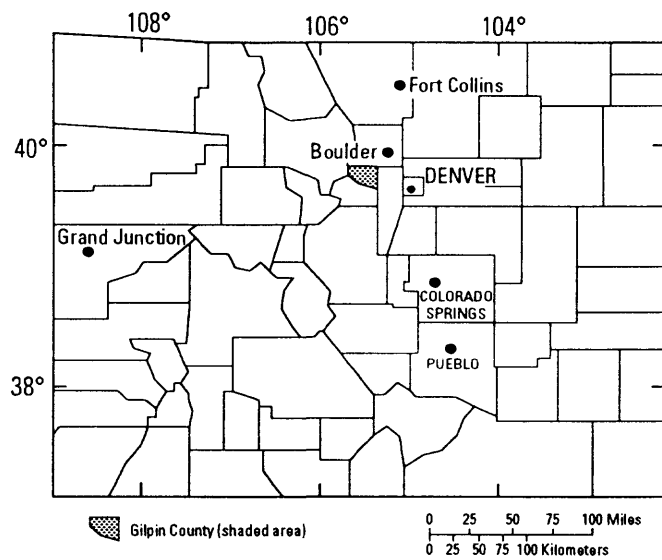 108° 106° 104°
Fort Collins
40°
Boulder
DENVER
Grand Junction
COLORADO
SPRINGS
PUEBLO
38°
Gilpin County (shaded area)
0 25 50 75 100 Miles
0 25 50 75 100 Kilometers